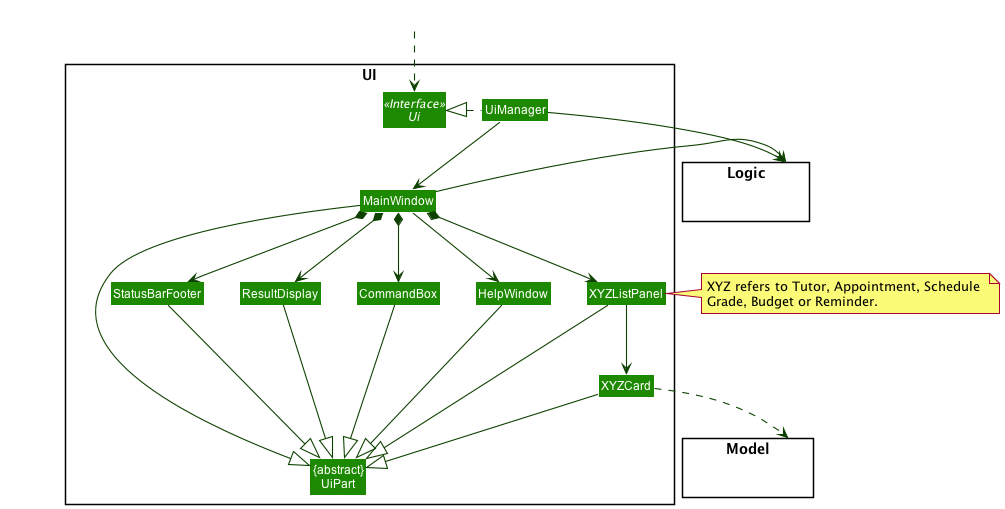 UI
«Interface»
Ui
UiManager
Logic
MainWindow
StatusBarFooter
ResultDisplay
CommandBox
HelpWindow
XYZListPanel
XYZ refers to Tutor, Appointment, Schedule
Grade, Budget or Reminder.
XYZCard
Model
{abstract}
UiPart